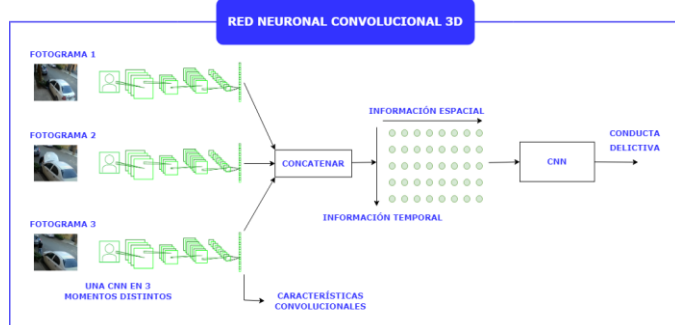 RED NEURONAL CONVOLUCIONAL 3D
FOTOGRAMA 1
FOTOGRAMA 2
FOTOGRAMA 3
UNA CNN EN 3
MOMENTOS DISTINTOS
CONCATENAR
CARACTERÍSTICAS
CONVOLUCIONALES
INFORMACIÓN ESPACIAL
INFORMACIÓN TEMPORAL
CNN
CONDUCTA
DELICTIVA